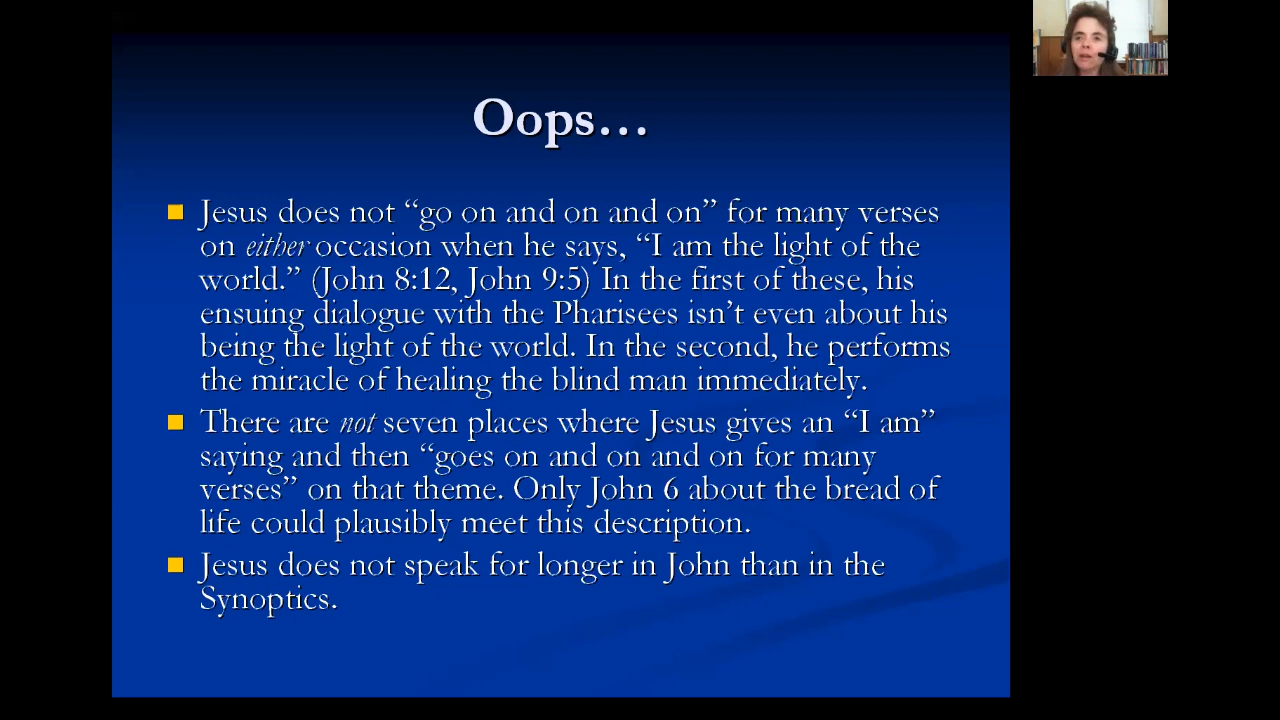 Oops…
Jesus does not “go on and on and on” for many verses
on either occasion when he says, “I am the light of the
world.” (John 8:12, John 9:5) In the first of these, his
ensuing dialogue with the Pharisees isn’t even about his
being the light of the world. In the second, he performs
the miracle of healing the blind man immediately.
There are not seven places where Jesus gives an “I am”
saying and then “goes on and on and on for many
verses” on that theme. Only John 6 about the bread of
life could plausibly meet this description.
Jesus does not speak for longer in John than in the
Synoptics.